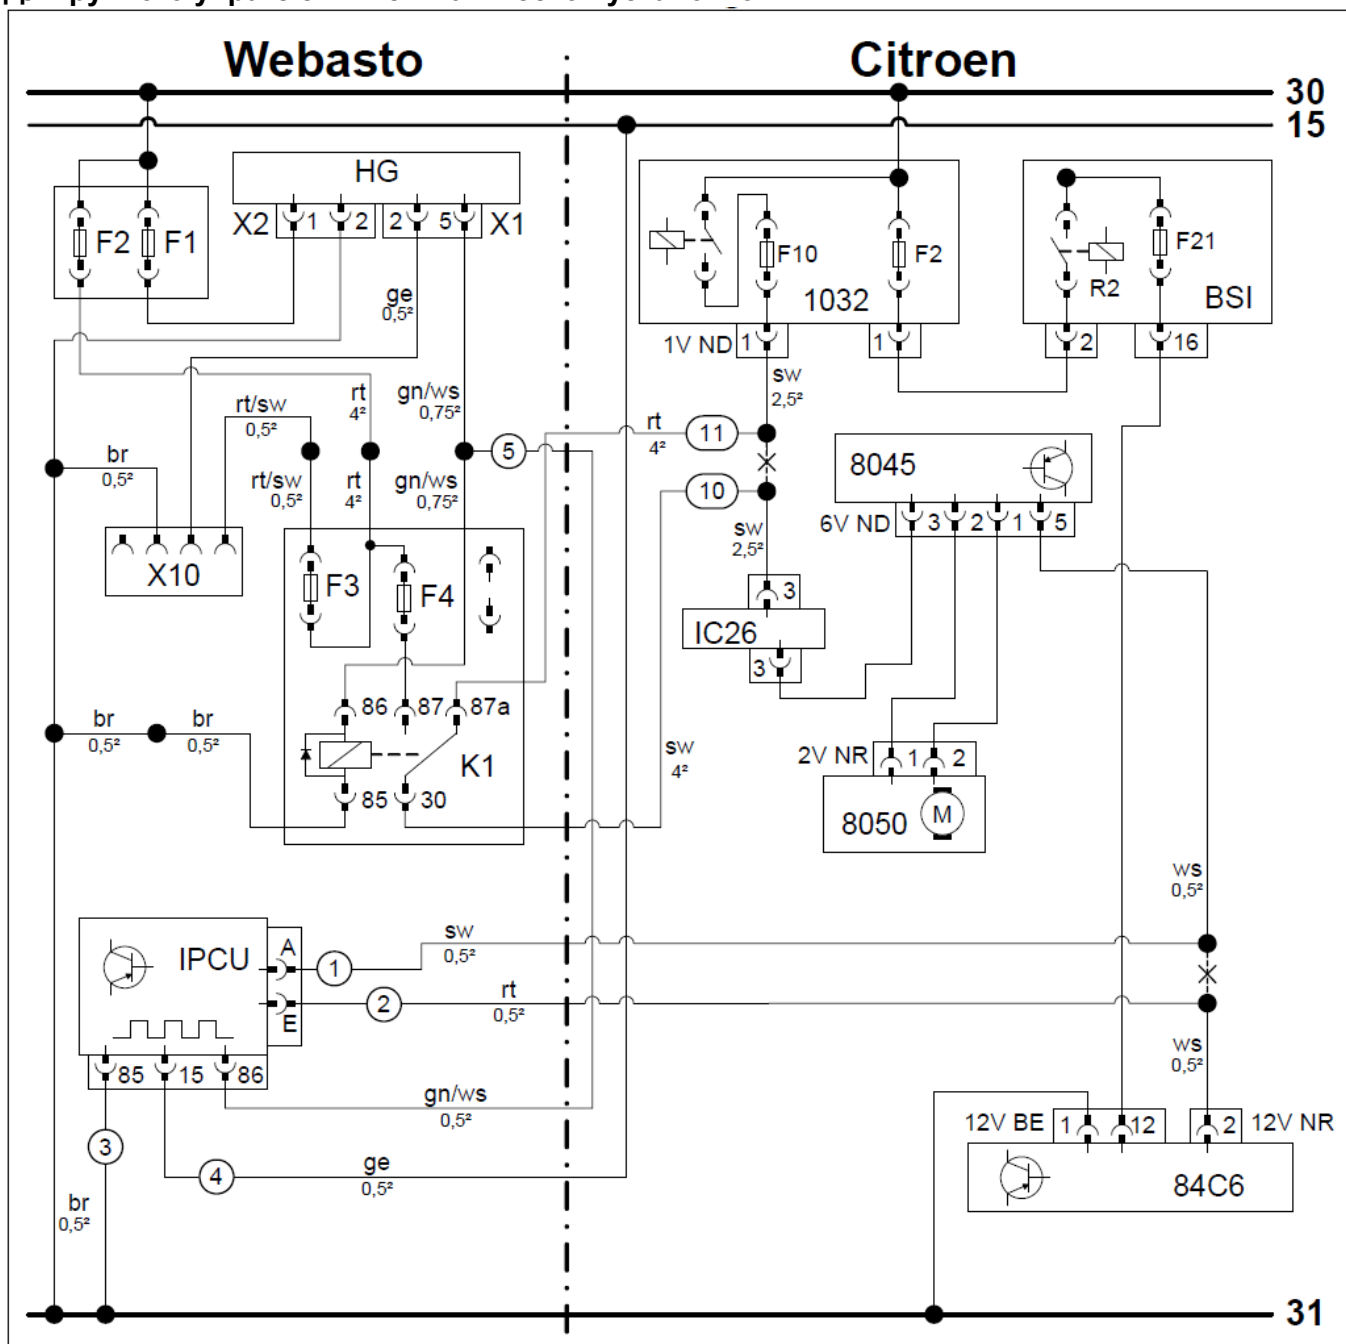 Webasto Citroen
30
15
HG
X2 1 2 2 5 X1
F2 F1
F10 F2
1032
F21
R2
BSI
ge
0,5²
1V ND 1 1 2 16
sw
2,5²
rt/sw
0,5²
rt
4²
gn/ws
0,75²
rt
4²
11
5
br
0,5²
rt/sw
0,5²
rt
4²
gn/ws
0,75²
10
8045
6V ND 3 2 1 5
sw
2,5²
X10
F3 F4
3
IC26
3
86 87 87a
br
0,5²
br
0,5²
K1
85 30
sw
4²
2V NR 1 2
8050 M
ws
0,5²
IPCU
A
1
sw
0,5²
E
2
rt
0,5²
85 15 86
gn/ws
0,5²
ws
0,5²
3
4
ge
0,5²
12V BE 1 12 2 12V NR
84C6
br
0,5²
31